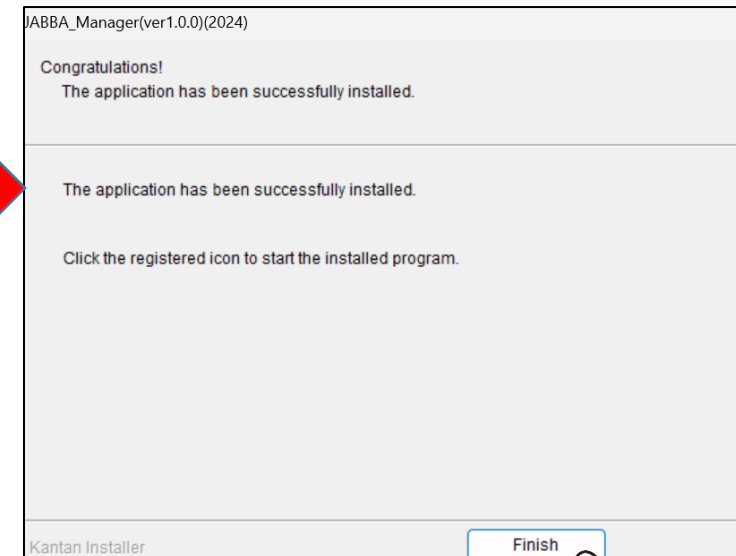 JABBA_Manager(ver1.0.0)(2024)
Congratulations!
The application has been successfully installed.
The application has been successfully installed.
Click the registered icon to start the installed program.
Kantan Installer
Finish